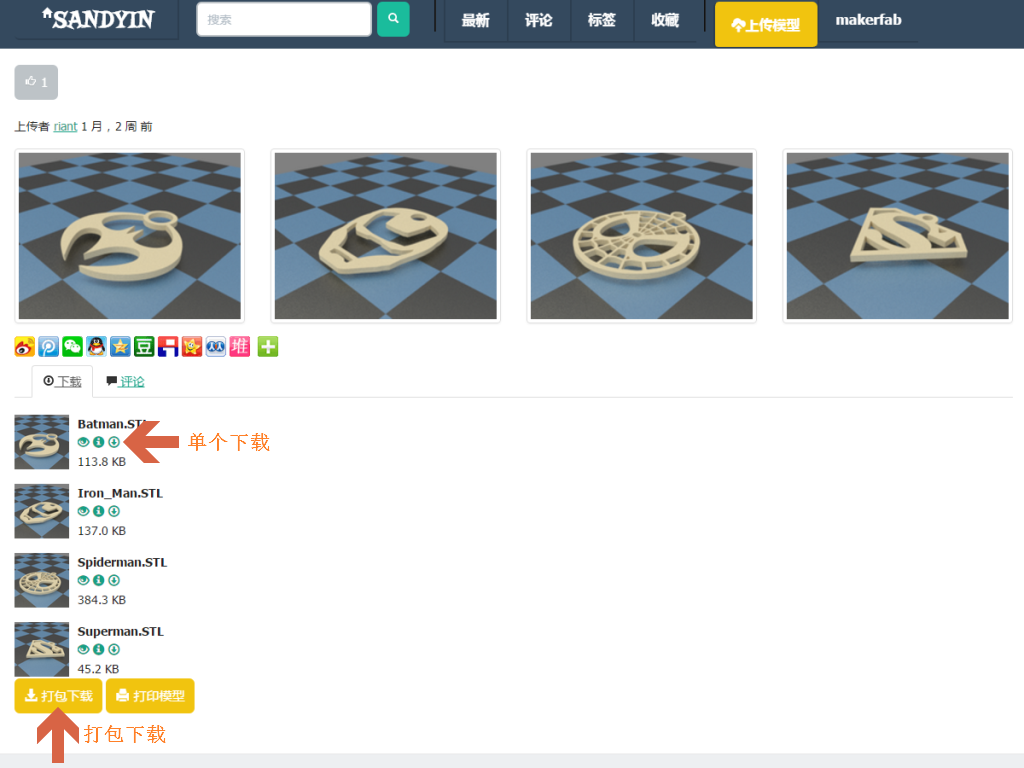 SANDYIN
搜索
最新
评论
标签
收藏
上传模型
makerfab
1
上传者 riant 1 月，2 周 前
豆
堆
下载
评论
Batman.STL
单个下载
113.8 KB
Iron_Man.STL
137.0 KB
Spiderman.STL
384.3 KB
Superman.STL
45.2 KB
打包下载
打印模型
打包下载